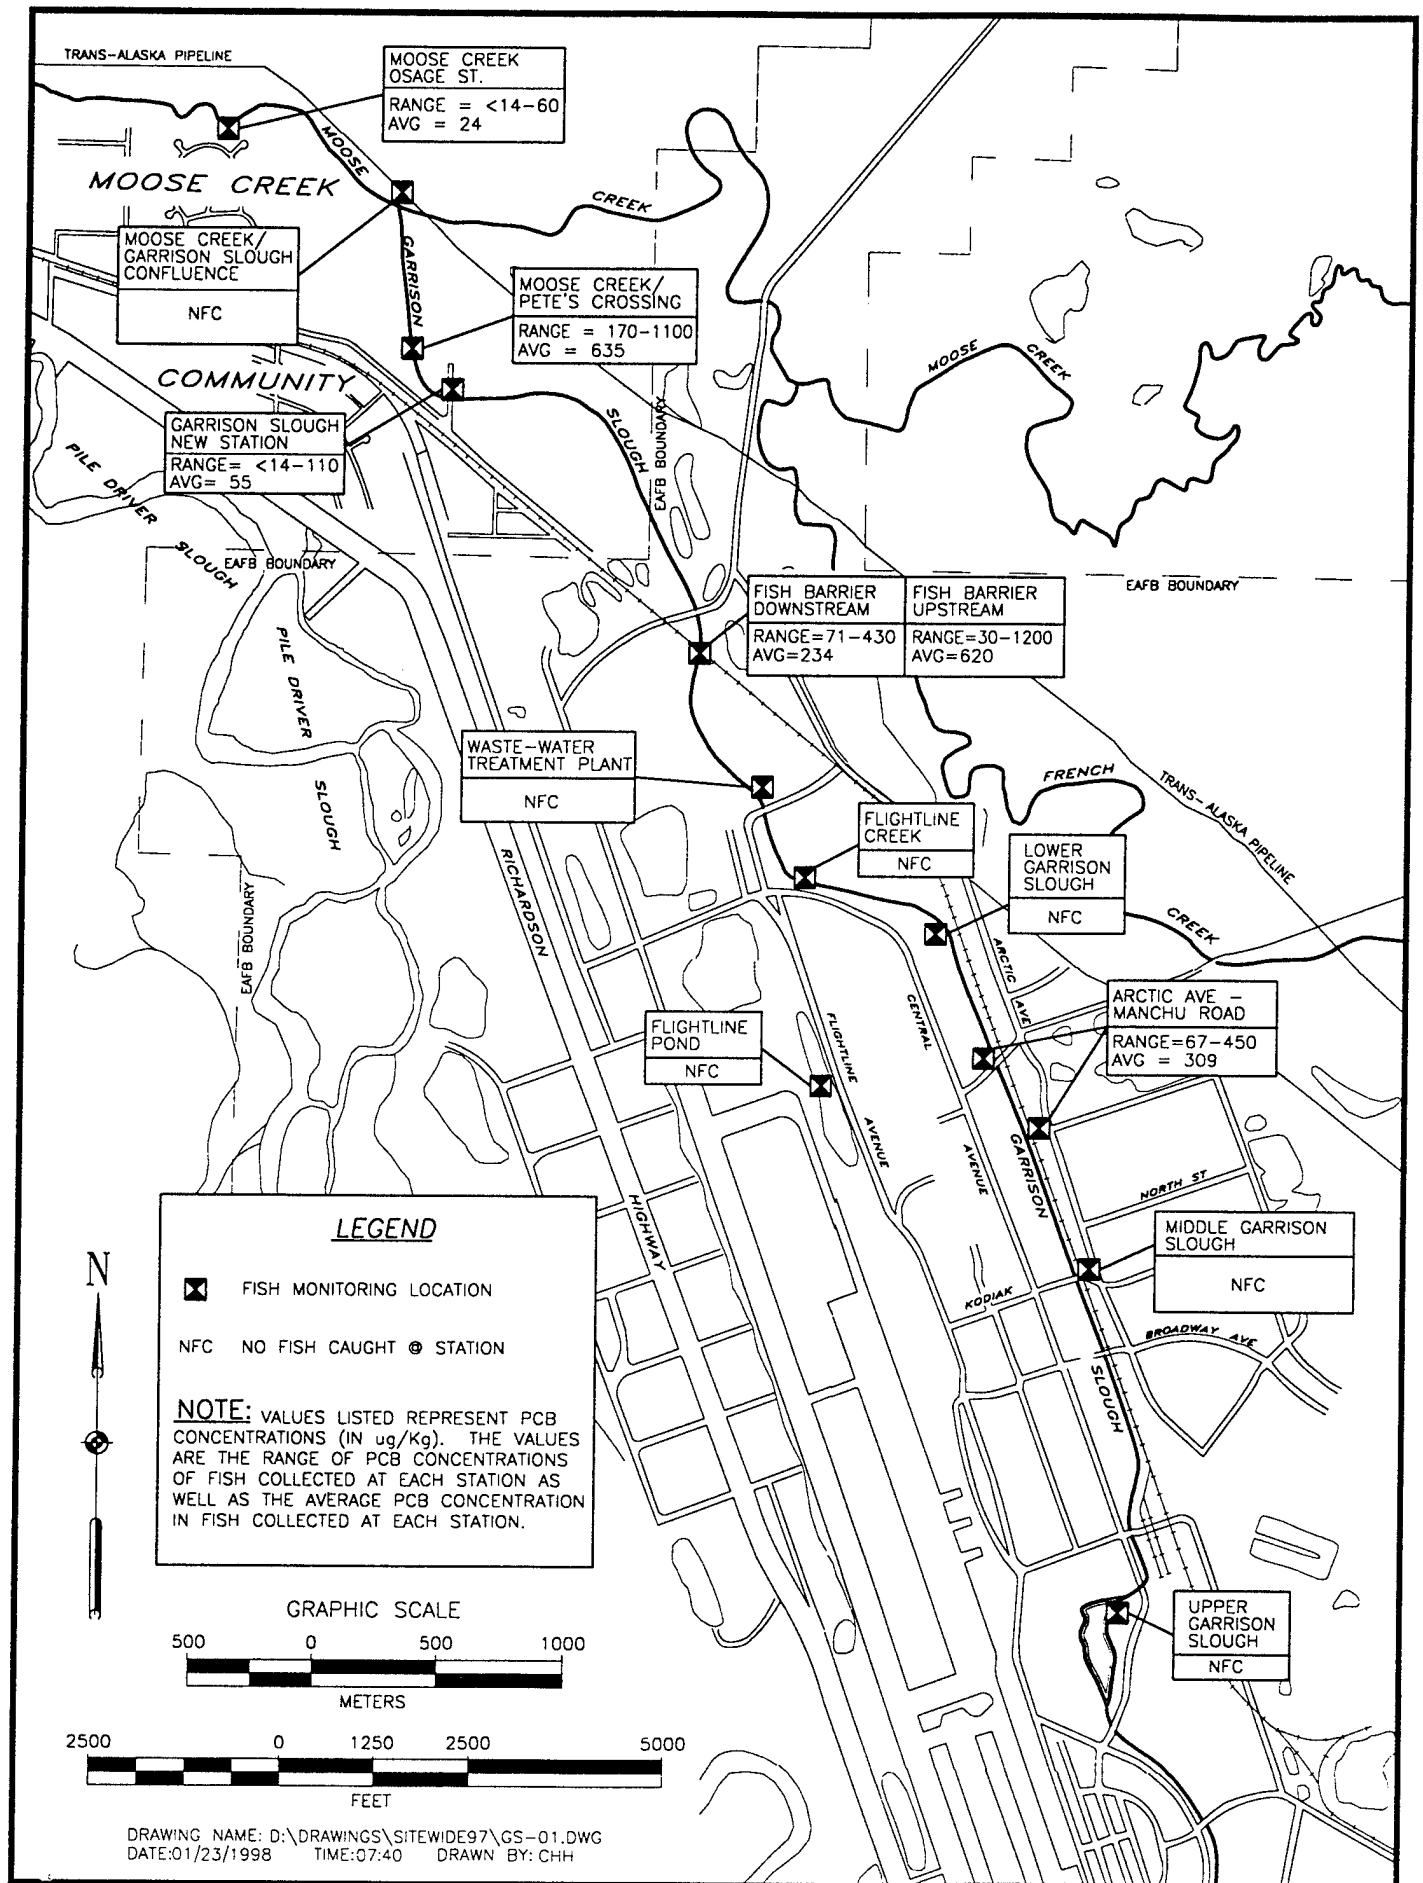 TRANS-ALASKA PIPELINE
MOOSE CREEK
OSAGE ST.
RANGE = <14-60
AVG = 24
MOOSE
CREEK
MOOSE CREEK
MOOSE CREEK/
GARRISON SLOUGH
CONFLUENCE
NFC
GARRISON
MOOSE CREEK/
PETE'S CROSSING
RANGE = 170-1100
AVG = 635
MOOSE
CREEK
COMMUNITY
GARRISON SLOUGH
NEW STATION
RANGE= <14-110
AVG= 55
SLOUGH
EAFB BOUNDARY
PILE DRIVER
SLOUGH
EAFB BOUNDARY
EAFB BOUNDARY
FISH BARRIER
DOWNSTREAM
RANGE=71-430
AVG=234
FISH BARRIER
UPSTREAM
RANGE=30-1200
AVG=620
PILE DRIVER
SLOUGH
WASTE-WATER
TREATMENT PLANT
NFC
FRENCH
TRANS-ALASKA PIPELINE
FLIGHTLINE
CREEK
NFC
LOWER
GARRISON
SLOUGH
NFC
CREEK
RICHARDSON
EAFB BOUNDARY
ARCTIC
AVE
ARCTIC AVE -
MANCHU ROAD
RANGE=67-450
AVG = 309
CENTRAL
FLIGHTLINE
FLIGHTLINE
POND
NFC
AVENUE
AVENUE
GARRISON
NORTH ST
HIGHWAY
MIDDLE GARRISON
SLOUGH
NFC
KODIAK
BROADWAY AVE
SLOUGH
LEGEND
FISH MONITORING LOCATION
NFC NO FISH CAUGHT @ STATION
NOTE: VALUES LISTED REPRESENT PCB
CONCENTRATIONS (IN ug/Kg). THE VALUES
ARE THE RANGE OF PCB CONCENTRATIONS
OF FISH COLLECTED AT EACH STATION AS
WELL AS THE AVERAGE PCB CONCENTRATION
IN FISH COLLECTED AT EACH STATION.
N
UPPER
GARRISON
SLOUGH
NFC
GRAPHIC SCALE
500 0 500 1000
METERS
2500 0 1250 2500 5000
FEET
DRAWING NAME: D:\DRAWINGS\SITEWIDE97\GS-01.DWG
DATE:01/23/1998 TIME:07:40 DRAWN BY: CHH